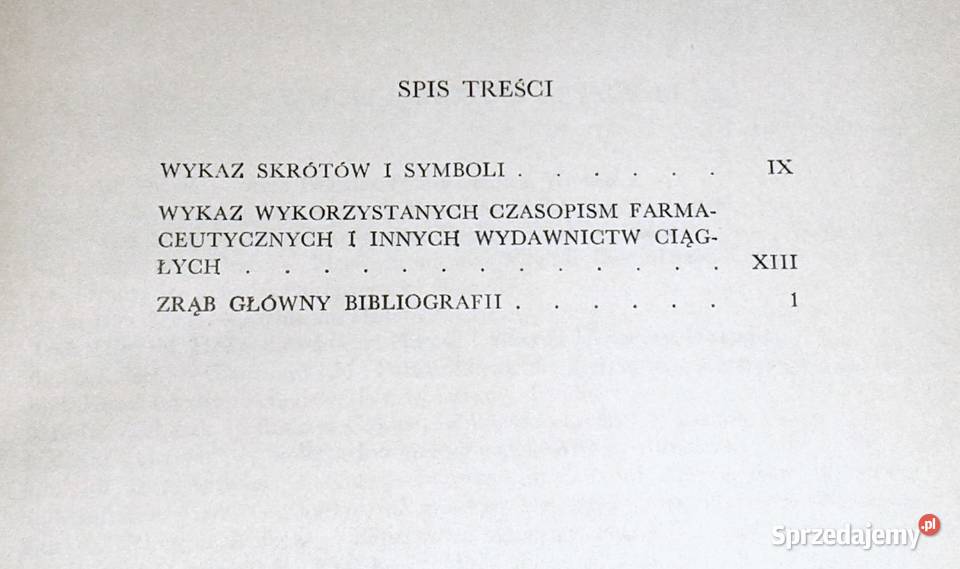 SPIS TREŚCI
WYKAZ SKRÓTÓW I SYMBOLI . . . . . . IX
WYKAZ WYKORZYSTANYCH CZASOPISM FARMA-
CEUTYCZNYCH I INNYCH WYDAWNICTW CIĄG-
ŁYCH . . . . . . . . . . . . . XIII
ZRĄB GŁÓWNY BIBLIOGRAFII . . . . . . 1
Sprzedajemy.pl